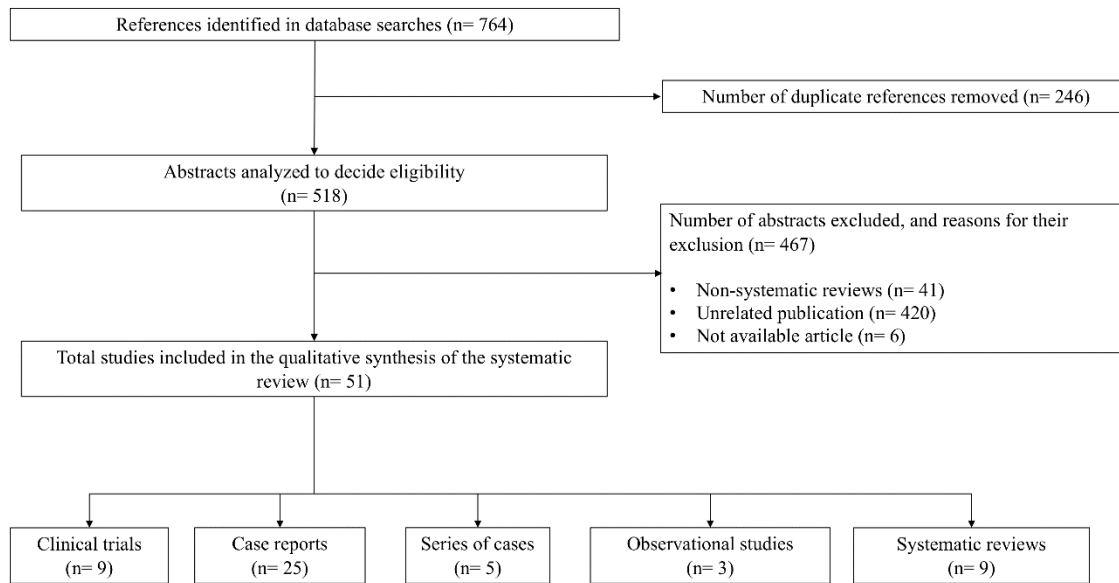 References identified in database searches (n= 764)
Number of duplicate references removed (n= 246)
Abstracts analyzed to decide eligibility
(n= 518)
Number of abstracts excluded, and reasons for their
exclusion (n= 467)
• Non-systematic reviews (n= 41)
• Unrelated publication (n= 420)
• Not available article (n= 6)
Total studies included in the qualitative synthesis of the systematic
review (n= 51)
Clinical trials
(n= 9)
Case reports
(n= 25)
Series of cases
(n= 5)
Observational studies
(n= 3)
Systematic reviews
(n= 9)